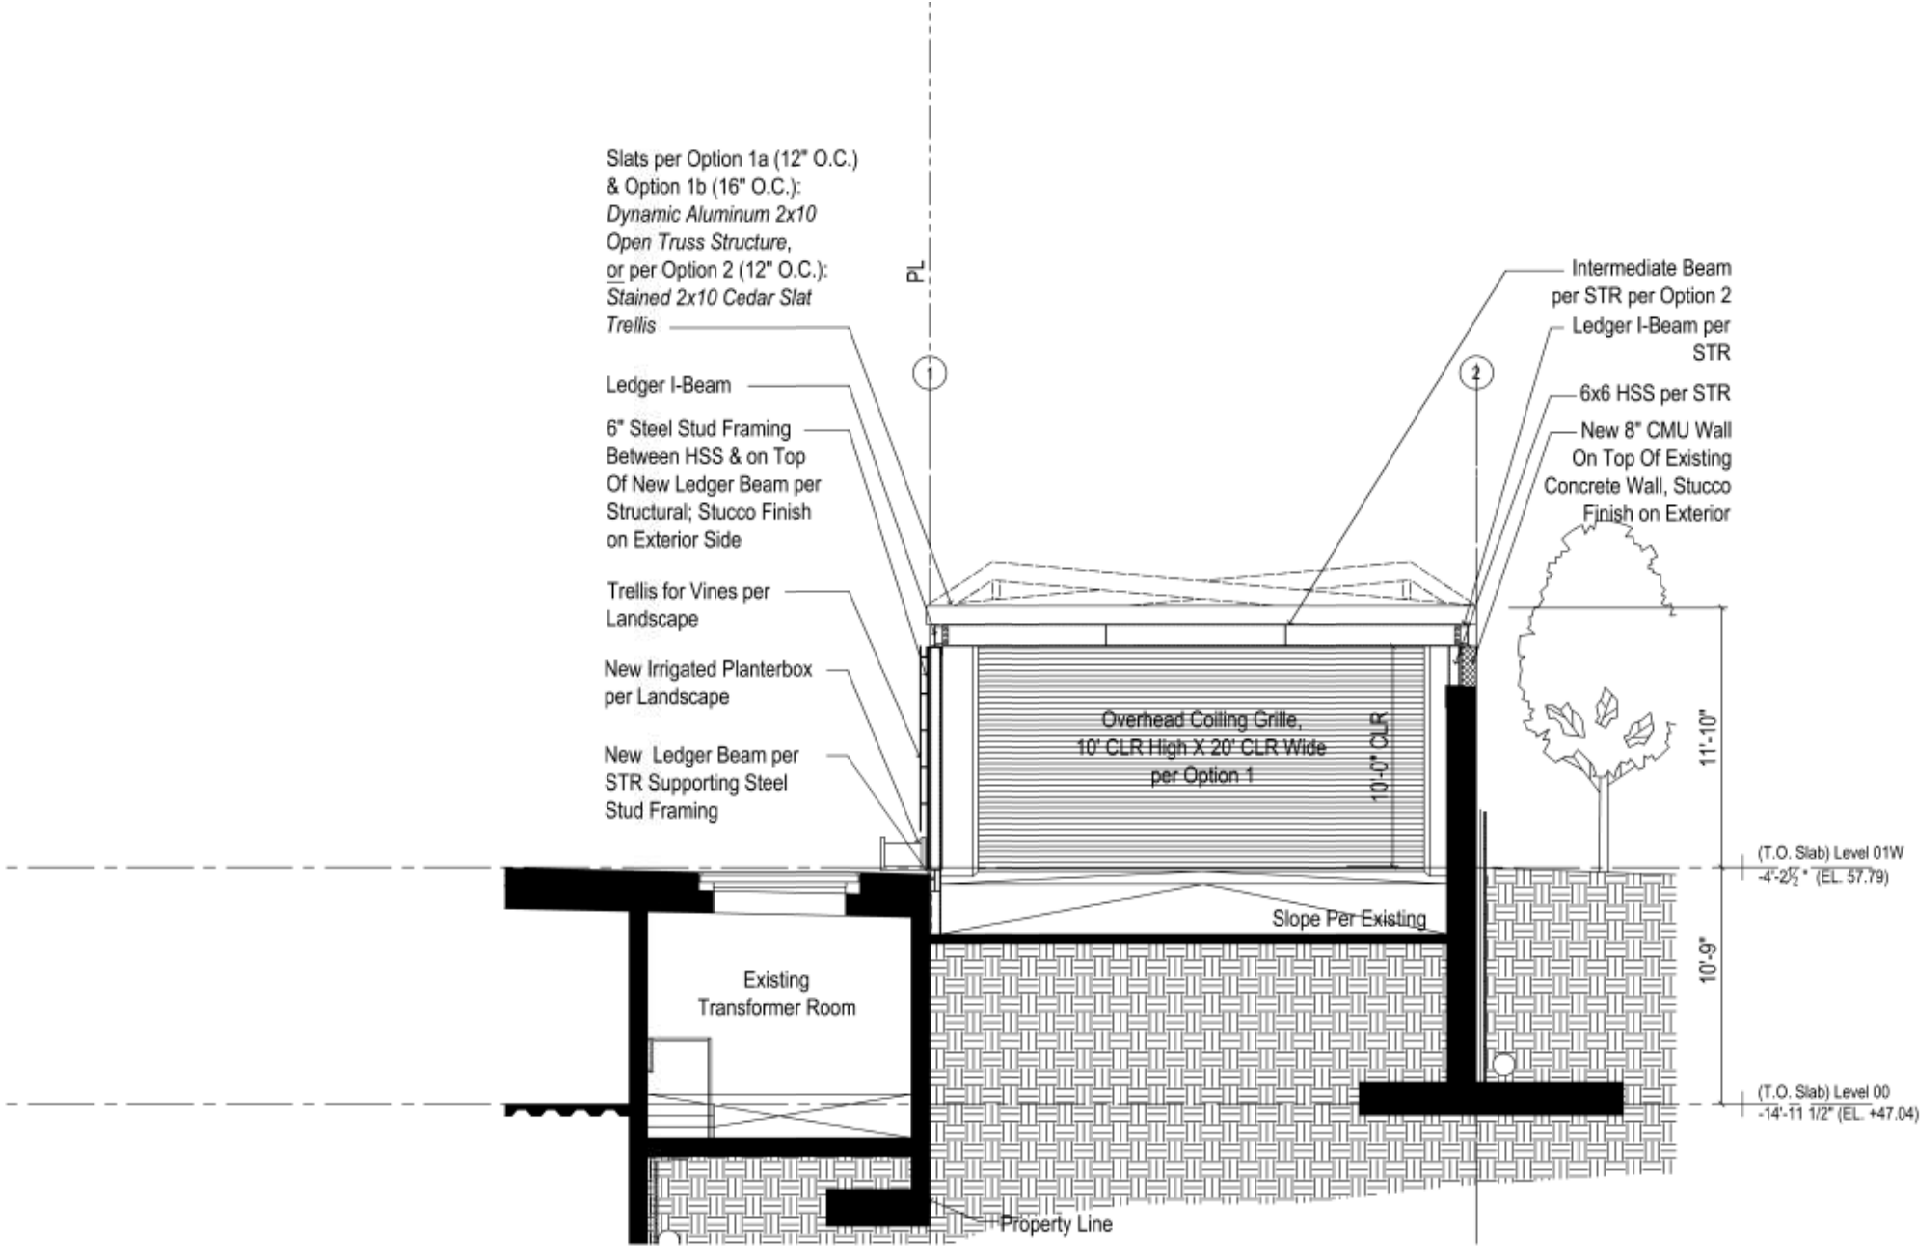 Slats per Option 1a (12" O.C.)
& Option 1b (16" O.C.):
Dynamic Aluminum 2x10
Open Truss Structure,
or per Option 2 (12" O.C.):
Stained 2x10 Cedar Slat
Trellis
Ledger I-Beam
6" Steel Stud Framing
Between HSS & on Top
Of New Ledger Beam per
Structural; Stucco Finish
on Exterior Side
Trellis for Vines per
Landscape
New Irrigated Planterbox
per Landscape
New Ledger Beam per
STR Supporting Steel
Stud Framing
PL
1
2
Intermediate Beam
per STR per Option 2
Ledger I-Beam per
STR
6x6 HSS per STR
New 8" CMU Wall
On Top Of Existing
Concrete Wall, Stucco
Finish on Exterior
Overhead Coiling Grille,
10' CLR High X 20' CLR Wide
per Option 1
10'-0" CLR
11'-10"
(T.O. Slab) Level 01W
-4'-2½" (EL. 57.79)
Slope Per Existing
10'-9"
Existing
Transformer Room
(T.O. Slab) Level 00
-14'-11 1/2" (EL. +47.04)
Property Line